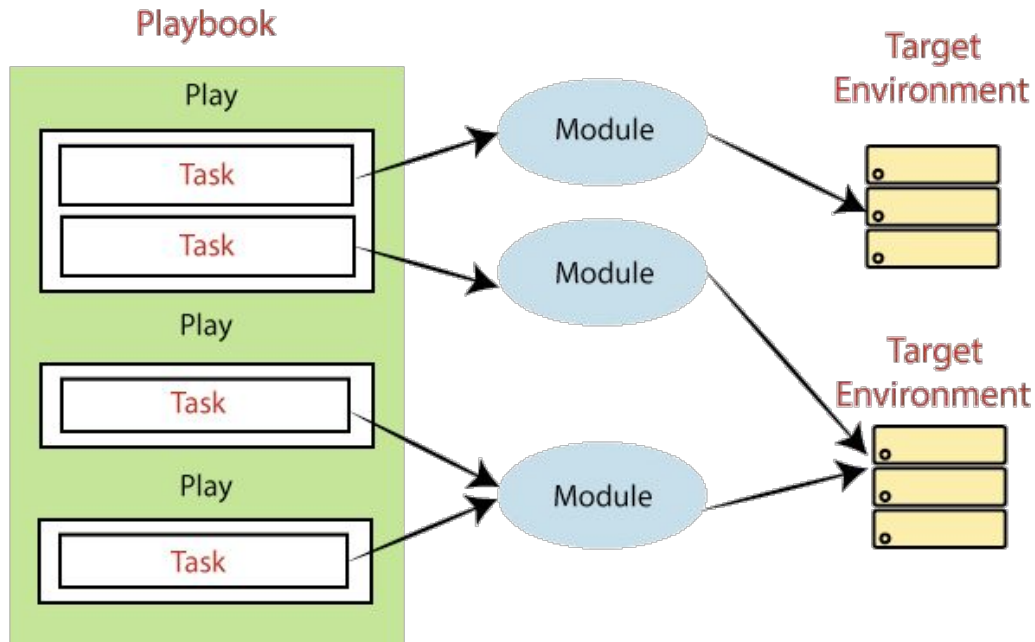 Playbook
Play
Task
Task
Play
Task
Play
Task
Module
Module
Module
Target
Environment
Target
Environment